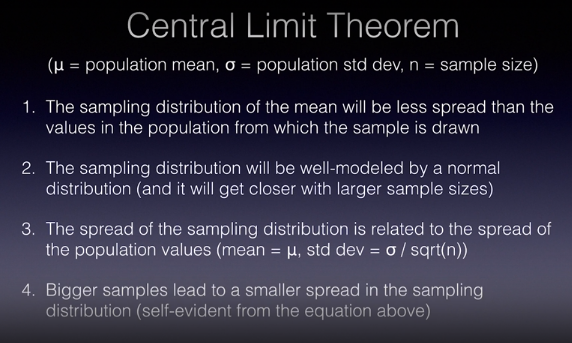 Central Limit Theorem
(μ = population mean, σ = population std dev, n = sample size)
1. The sampling distribution of the mean will be less spread than the
values in the population from which the sample is drawn
2. The sampling distribution will be well-modeled by a normal
distribution (and it will get closer with larger sample sizes)
3. The spread of the sampling distribution is related to the spread of
the population values (mean = μ, std dev = σ / sqrt(n))
4. Bigger samples lead to a smaller spread in the sampling
distribution (self-evident from the equation above)